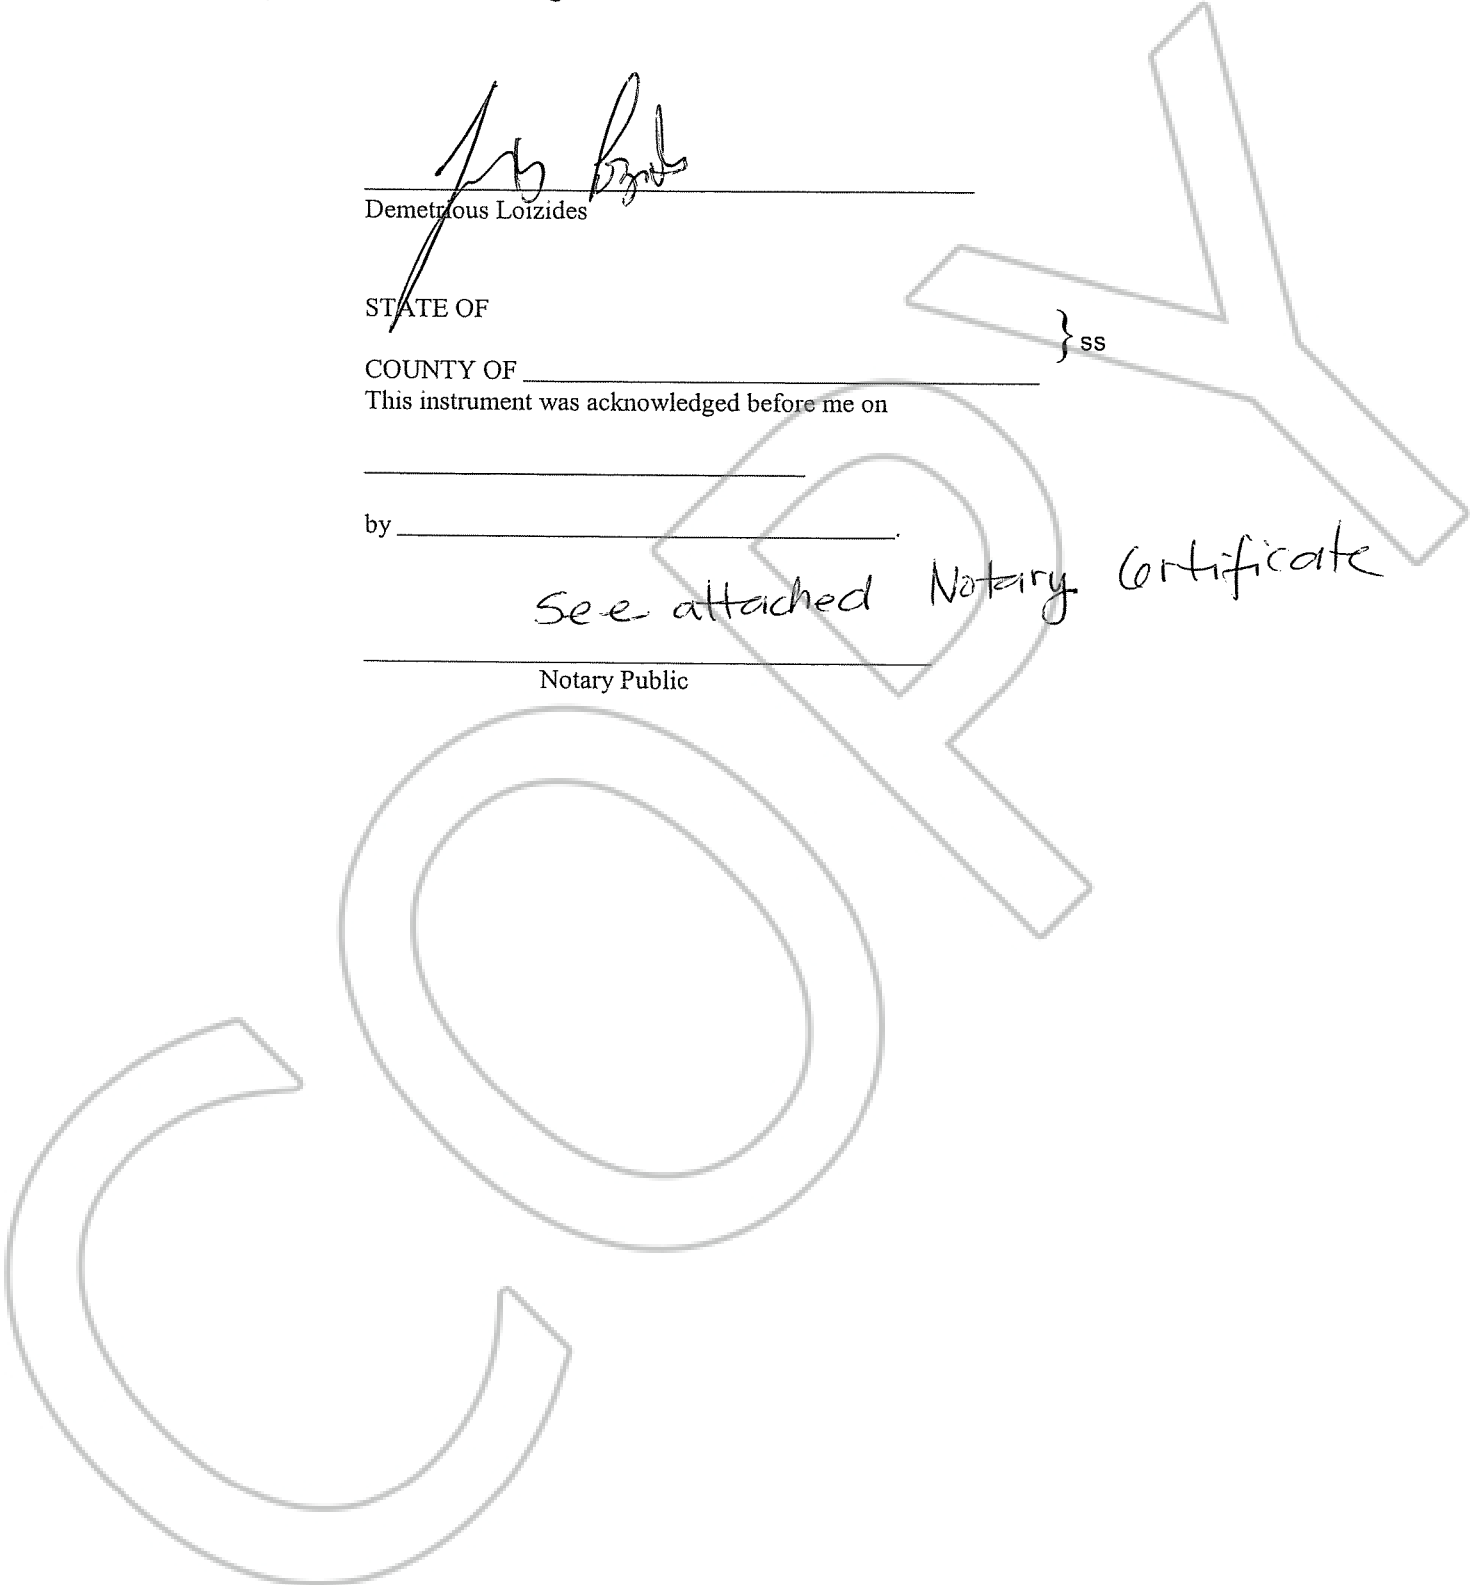 Demetrious Loizides
STATE OF
} ss
COUNTY OF
This instrument was acknowledged before me on
by .
See attached Notary Certificate
Notary Public
COPY